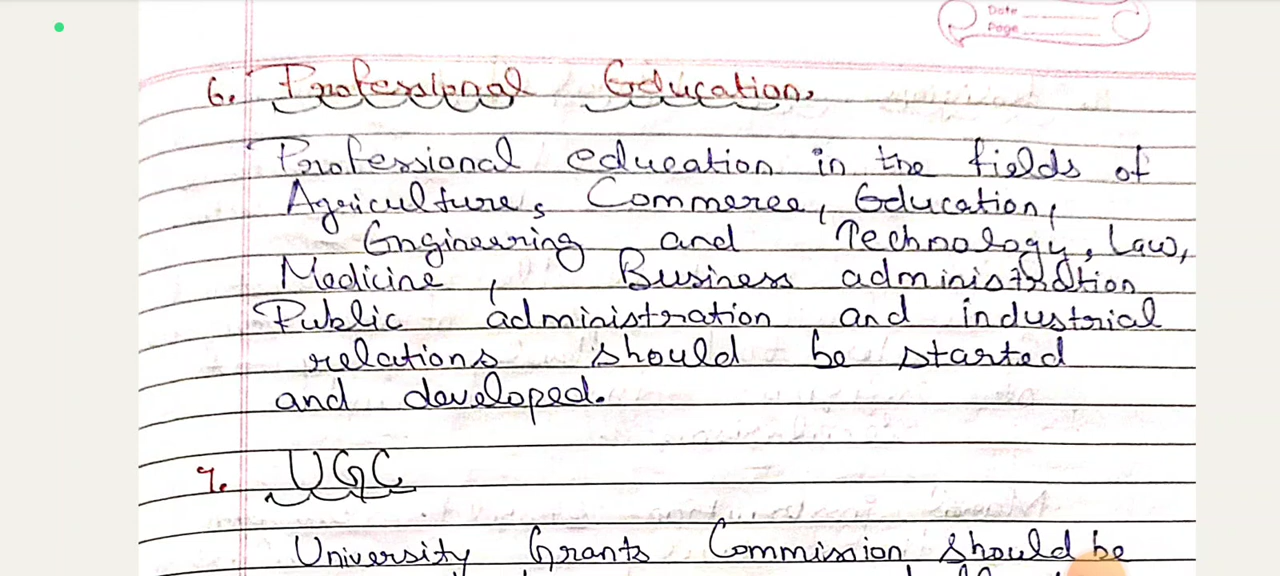 Date
Page
6. Professional Education.
Professional education in the fields of
Agriculture, Commerce, Education,
Engineering and Technology, Law,
Medicine, Business administration
Public administration and industrial
relations should be started
and developed.
7. UGC
University Grants Commission should be